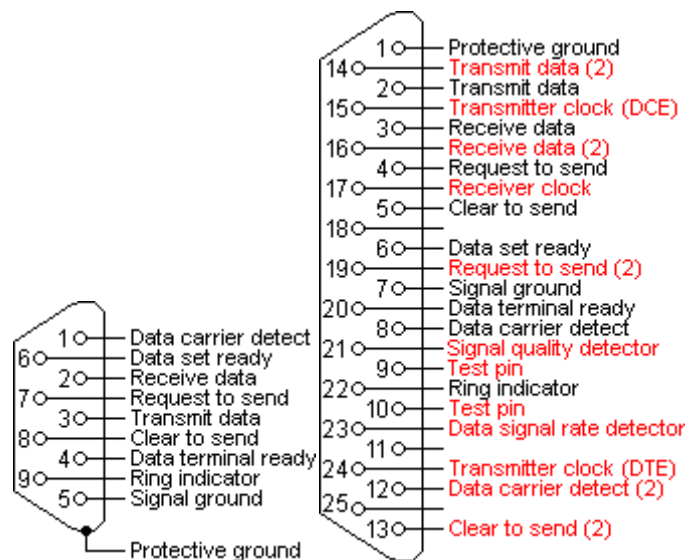 1 Data carrier detect
6 Data set ready
2 Receive data
7 Request to send
3 Transmit data
8 Clear to send
4 Data terminal ready
9 Ring indicator
5 Signal ground
Protective ground
1 Protective ground
14 Transmit data (2)
2 Transmit data
15 Transmitter clock (DCE)
3 Receive data
16 Receive data (2)
4 Request to send
17 Receiver clock
5 Clear to send
18
6 Data set ready
19 Request to send (2)
7 Signal ground
20 Data terminal ready
8 Data carrier detect
21 Signal quality detector
9 Test pin
22 Ring indicator
10 Test pin
23 Data signal rate detector
11
24 Transmitter clock (DTE)
12 Data carrier detect (2)
25
13 Clear to send (2)